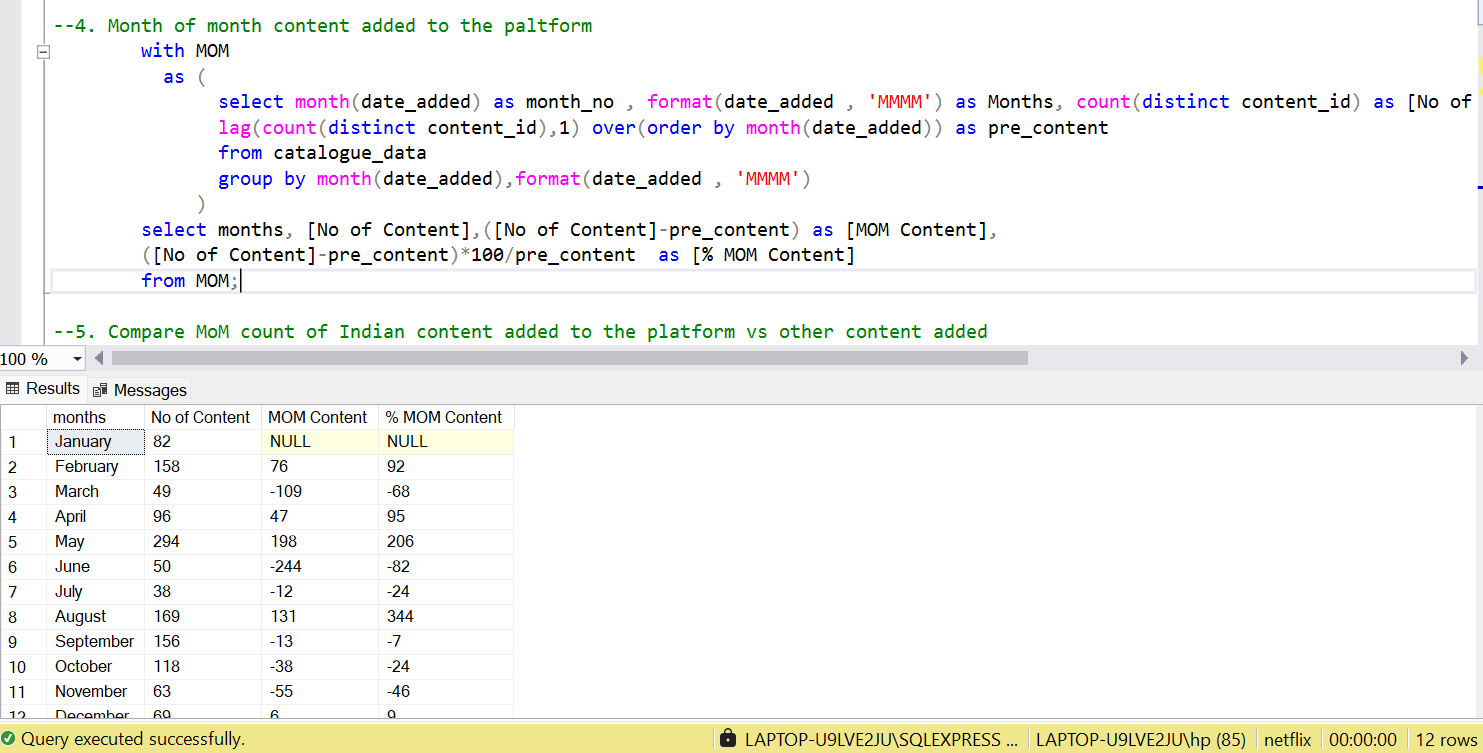 --4. Month of month content added to the paltform
with MOM
as (
select month(date_added) as month_no , format(date_added , 'MMMM') as Months, count(distinct content_id) as [No of
lag(count(distinct content_id),1) over(order by month(date_added)) as pre_content
from catalogue_data
group by month(date_added),format(date_added , 'MMMM')
)
select months, [No of Content],([No of Content]-pre_content) as [MOM Content],
([No of Content]-pre_content)*100/pre_content  as [% MOM Content]
from MOM;
--5. Compare MoM count of Indian content added to the platform vs other content added
100 %
Results Messages
months No of Content MOM Content % MOM Content
1 January 82 NULL NULL
2 February 158 76 92
3 March 49 -109 -68
4 April 96 47 95
5 May 294 198 206
6 June 50 -244 -82
7 July 38 -12 -24
8 August 169 131 344
9 September 156 -13 -7
10 October 118 -38 -24
11 November 63 -55 -46
12 December 69 6 9
Query executed successfully. LAPTOP-U9LVE2JU\SQLEXPRESS ... LAPTOP-U9LVE2JU\hp (85) netflix 00:00:00 12 rows